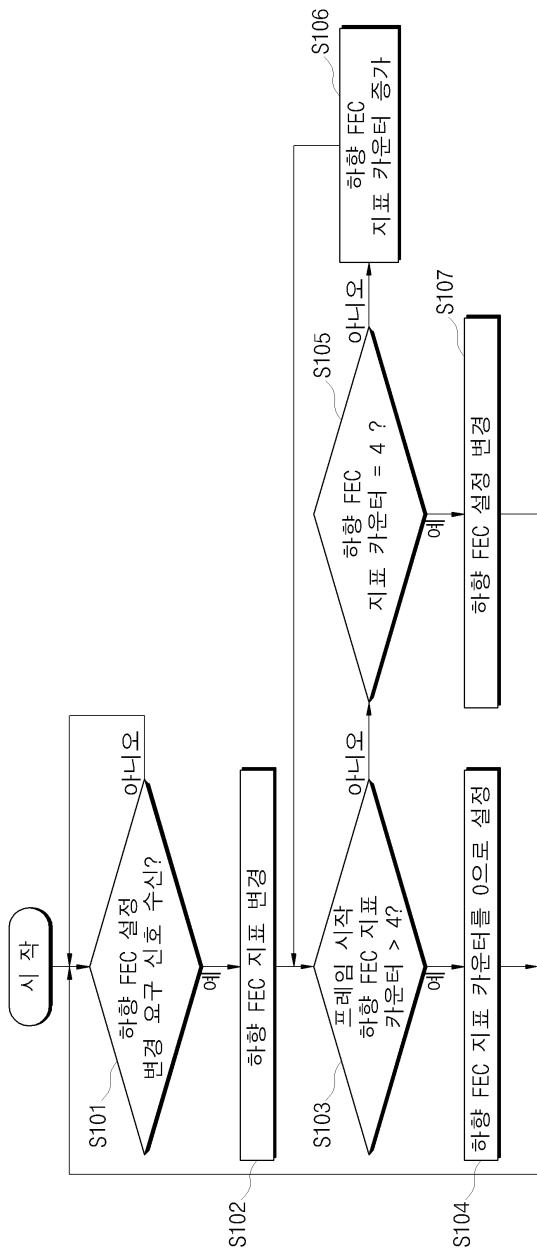 시 작
S101
하향 FEC 설정
변경 요구 신호 수신?
아니오
예
S102
하향 FEC 지표 변경
S103
프레임 시작
하향 FEC 지표
카운터 > 4?
아니오
예
S104
하향 FEC 지표 카운터를 0으로 설정
S105
하향 FEC
지표 카운터 = 4 ?
아니오
예
S106
하향 FEC
지표 카운터 증가
S107
하향 FEC 설정 변경